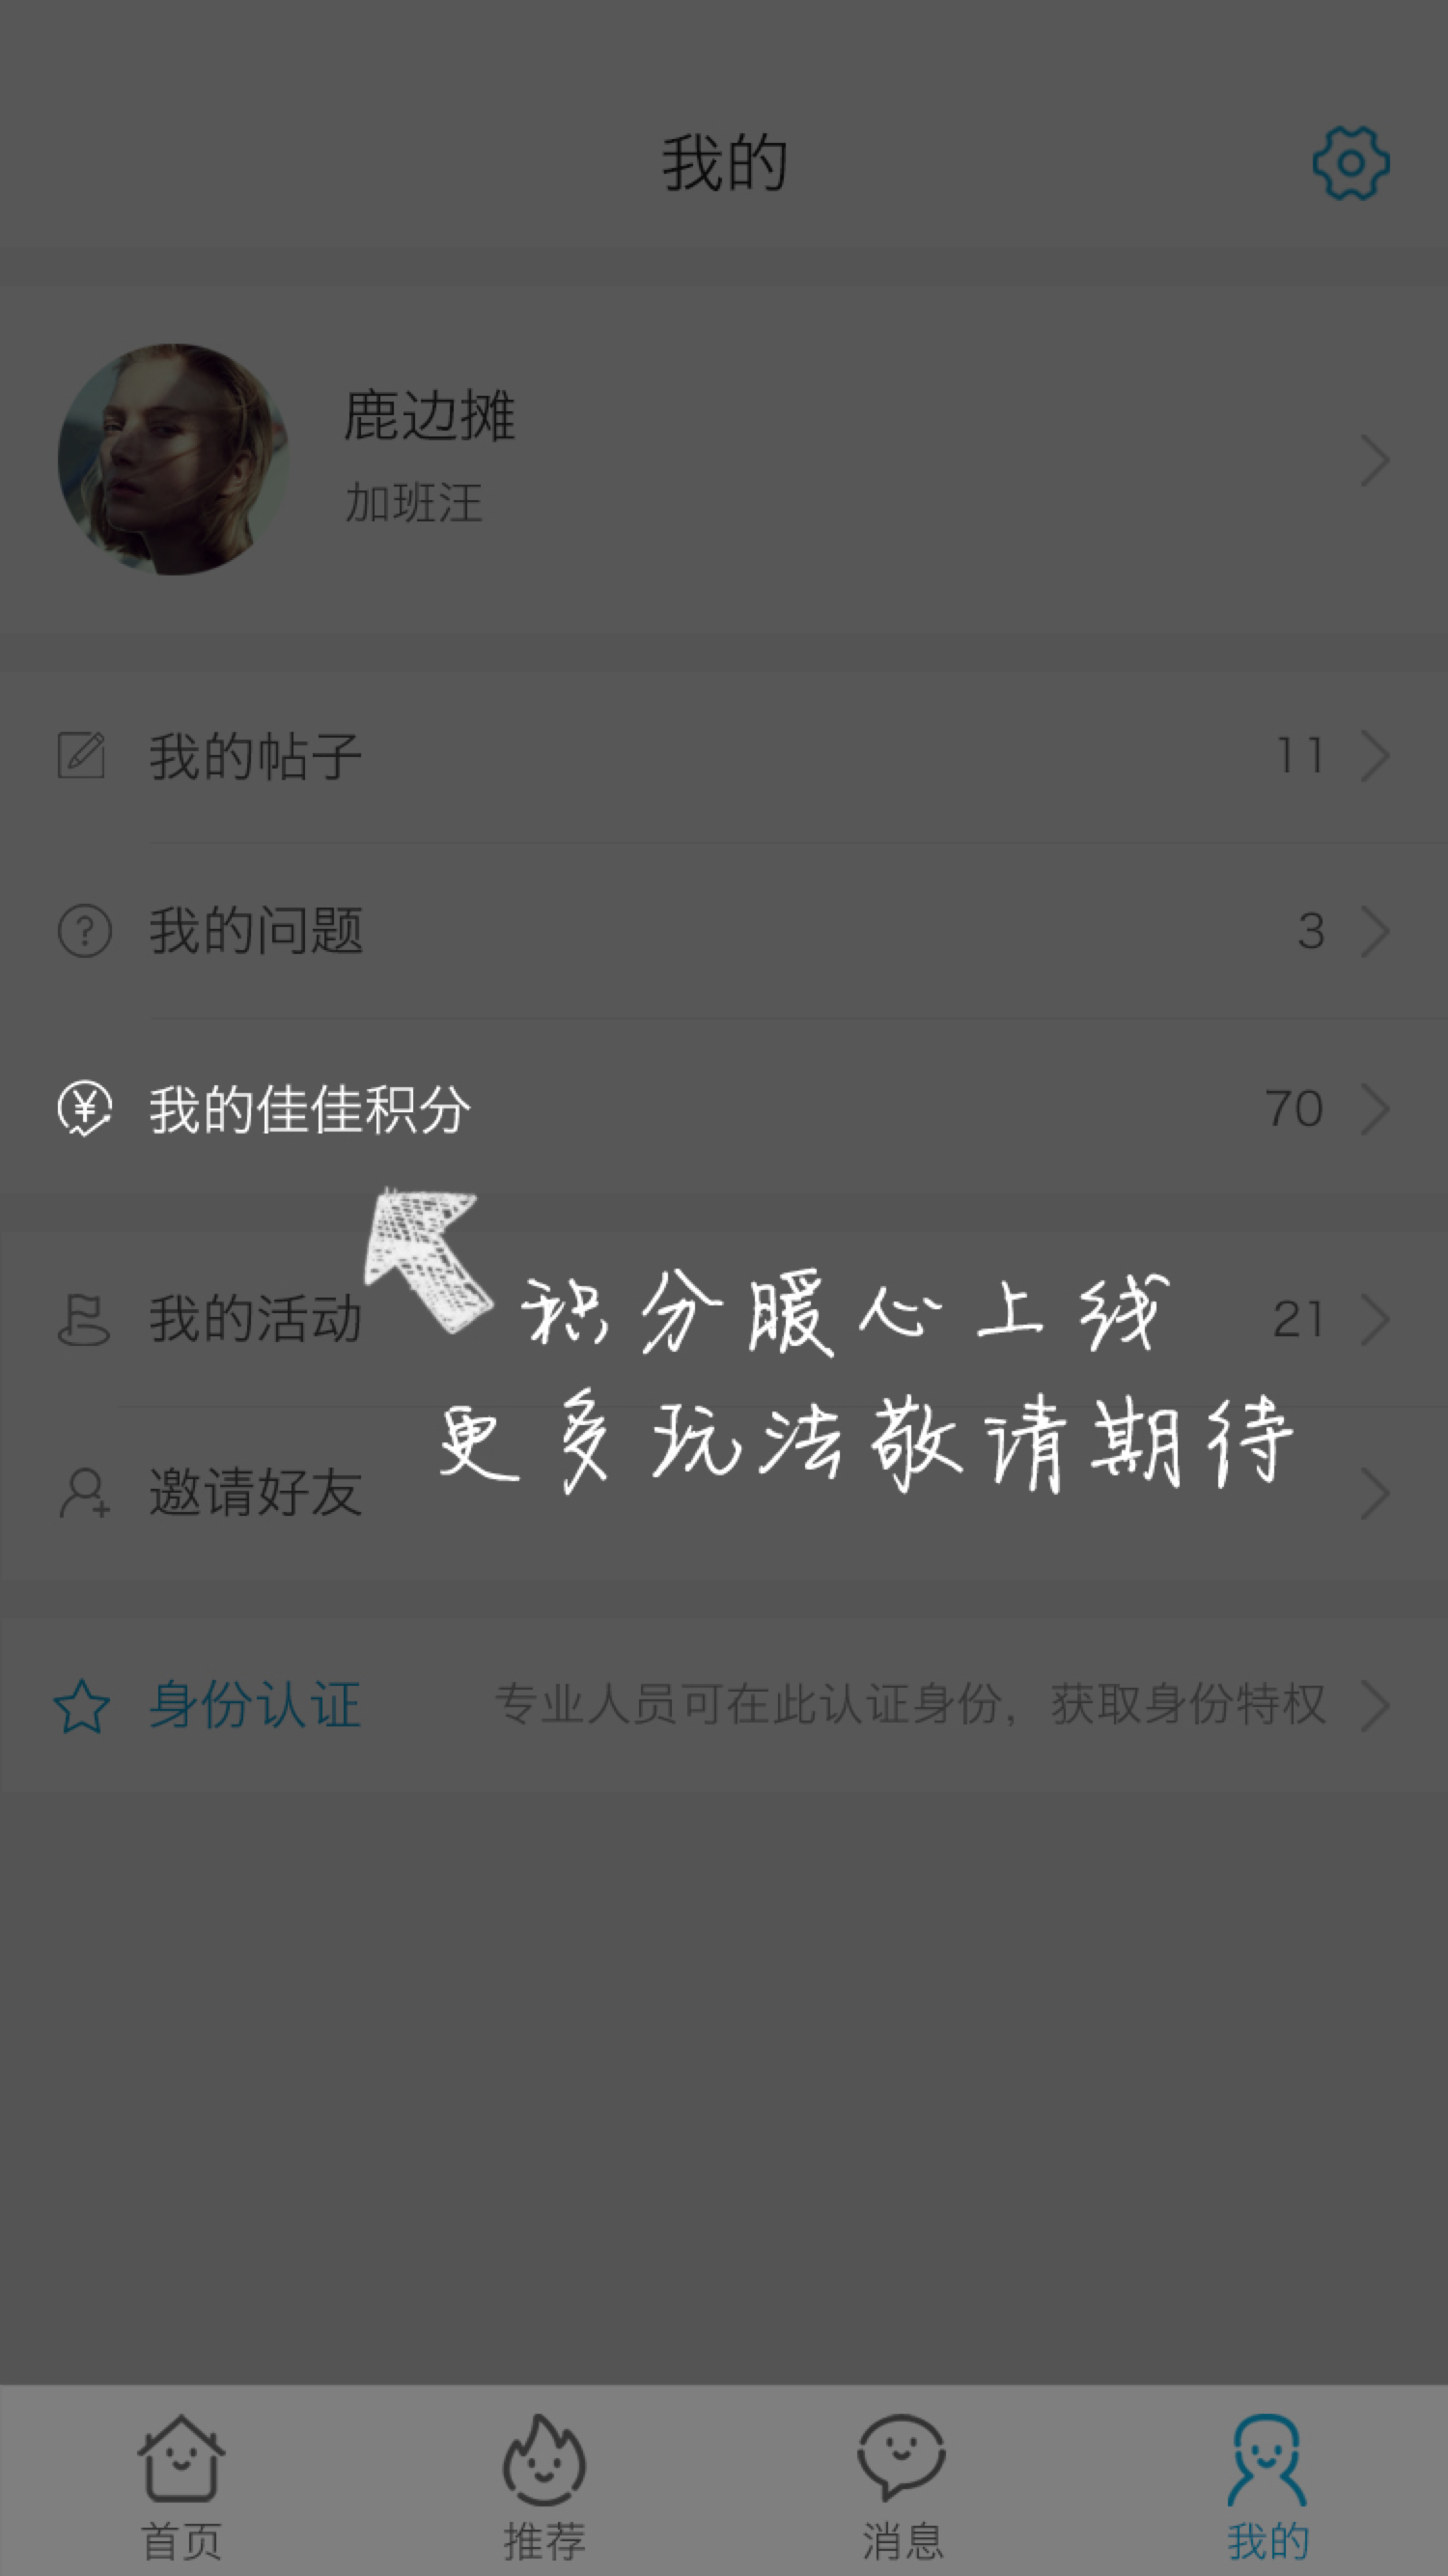 我的
鹿边摊
加班汪
我的帖子 11
我的问题 3
我的佳佳积分 70
我的活动 21
积分暖心上线
更多玩法敬请期待
邀请好友
身份认证 专业人员可在此认证身份，获取身份特权
首页 推荐 消息 我的